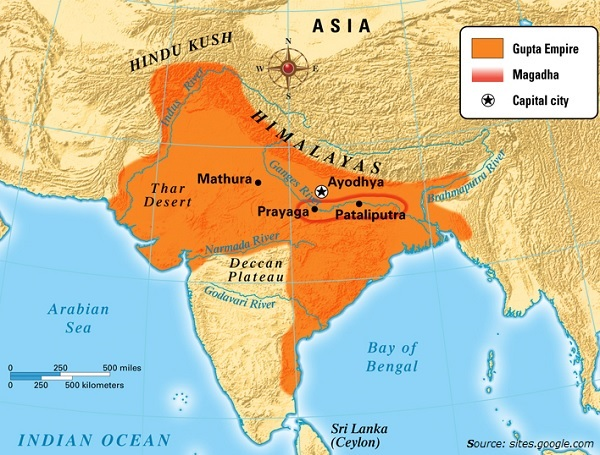 ASIA
HINDU KUSH
N
W
E
S
Gupta Empire
Magadha
Capital city
Indus River
HIMALAYAS
Ganges River
Brahmaputra River
Mathura
Ayodhya
Thar
Desert
Prayaga
Pataliputra
Narmada River
Deccan
Plateau
Godavari River
Arabian
Sea
Bay of
Bengal
0 250 500 miles
0 250 500 kilometers
Sri Lanka
(Ceylon)
INDIAN OCEAN
Source: sites.google.com